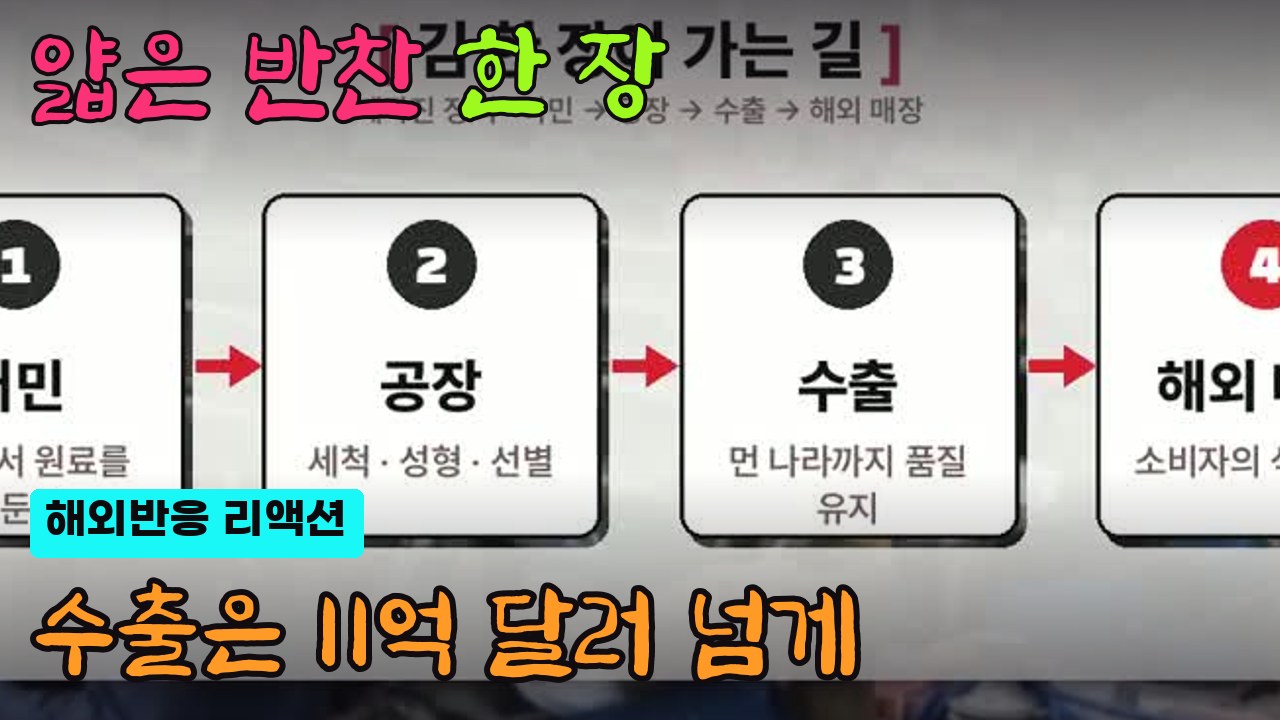 얇은 반찬 한 장
가는 길 ]
수출 → 해외 매장
1 2 3 4
공장 수출 해외
서 원료를 세척 · 성형 · 선별 먼 나라까지 품질 소비자의
유지
해외반응 리액션
수출은 11억 달러 넘게